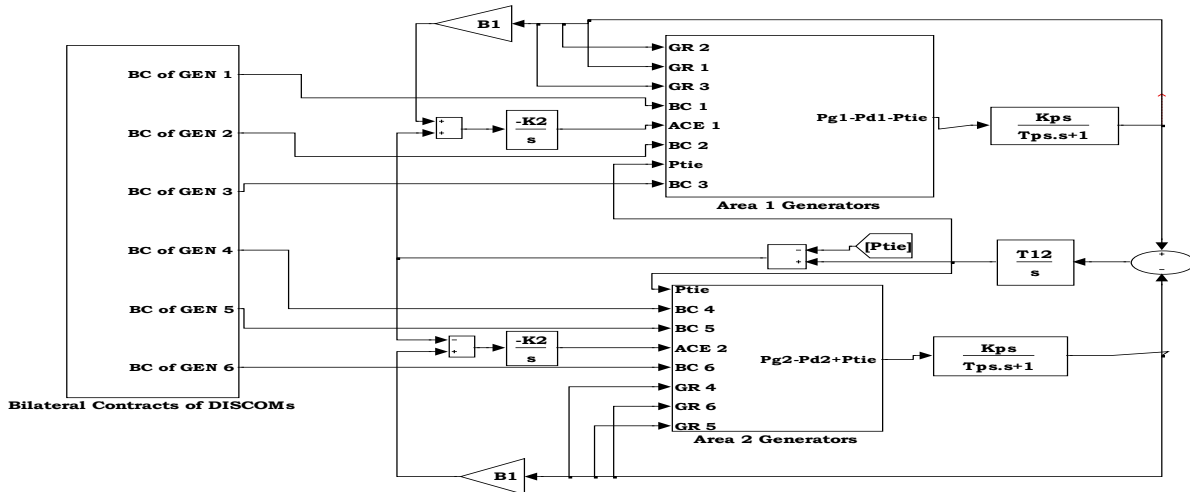 B1
BC of GEN 1
BC of GEN 2
BC of GEN 3
BC of GEN 4
BC of GEN 5
BC of GEN 6
Bilateral Contracts of DISCOMs
-K2
s
GR 2
GR 1
GR 3
BC 1
ACE 1
BC 2
Ptie
BC 3
Pg1-Pd1-Ptie
Area 1 Generators
Kps
Tps.s+1
[Ptie]
T12
s
-K2
s
Ptie
BC 4
BC 5
ACE 2
BC 6
GR 4
GR 6
GR 5
Pg2-Pd2+Ptie
Area 2 Generators
Kps
Tps.s+1
B1